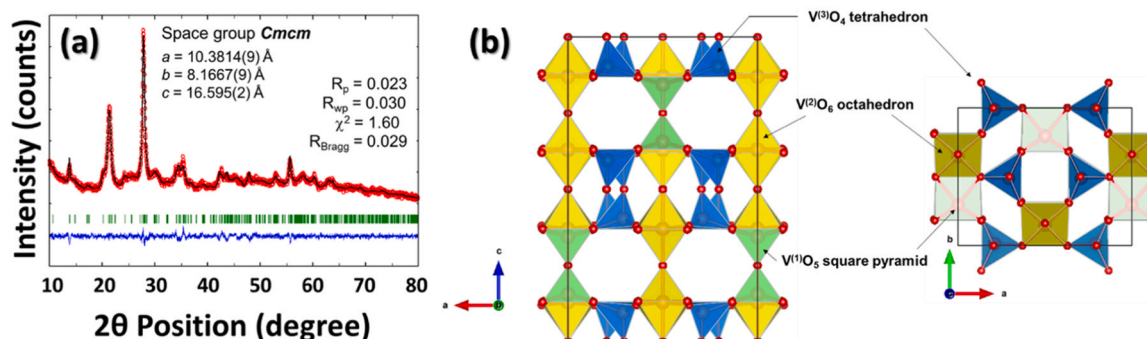 (a)
Space group Cmcm
a = 10.3814(9) Å
b = 8.1667(9) Å
c = 16.595(2) Å
Rp = 0.023
Rwp = 0.030
χ² = 1.60
RBragg = 0.029
Intensity (counts)
10 20 30 40 50 60 70 80
2θ Position (degree)
(b)
V⁽³⁾O₄ tetrahedron
V⁽²⁾O₆ octahedron
V⁽¹⁾O₅ square pyramid
c
a
b
b
a